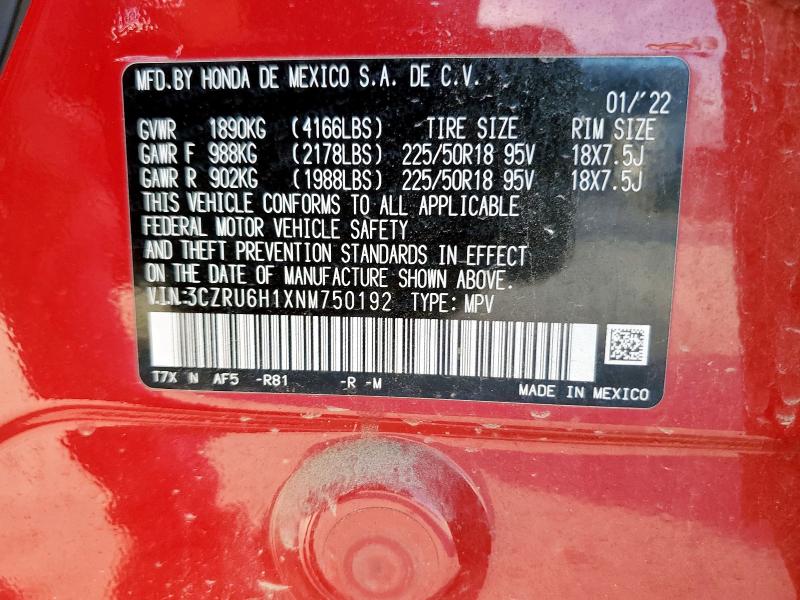 MFD.BY HONDA DE MEXICO S.A. DE C.V.
01/'22
GVWR 1890KG (4166LBS) TIRE SIZE RIM SIZE
GAWR F 988KG (2178LBS) 225/50R18 95V 18X7.5J
GAWR R 902KG (1988LBS) 225/50R18 95V 18X7.5J
THIS VEHICLE CONFORMS TO ALL APPLICABLE
FEDERAL MOTOR VEHICLE SAFETY
AND THEFT PREVENTION STANDARDS IN EFFECT
ON THE DATE OF MANUFACTURE SHOWN ABOVE.
V.I.N.:3CZRU6H1XNM750192 TYPE: MPV
T7X N AF5 -R81 -R -M
MADE IN MEXICO